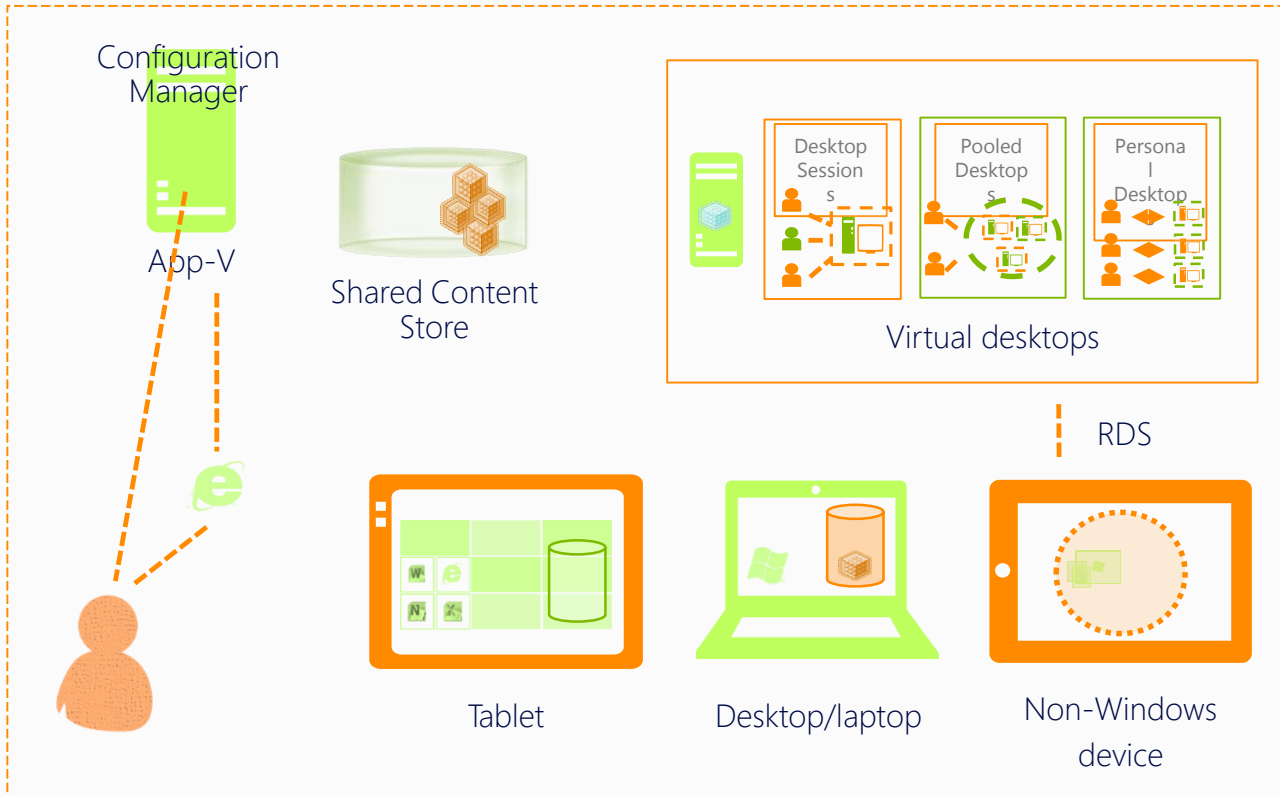 Configuration
Manager
App-V
Shared Content
Store
Desktop
Session
s
Pooled
Desktop
s
Persona
l
Desktop
Virtual desktops
RDS
W
N
X
Tablet
Desktop/laptop
Non-Windows
device